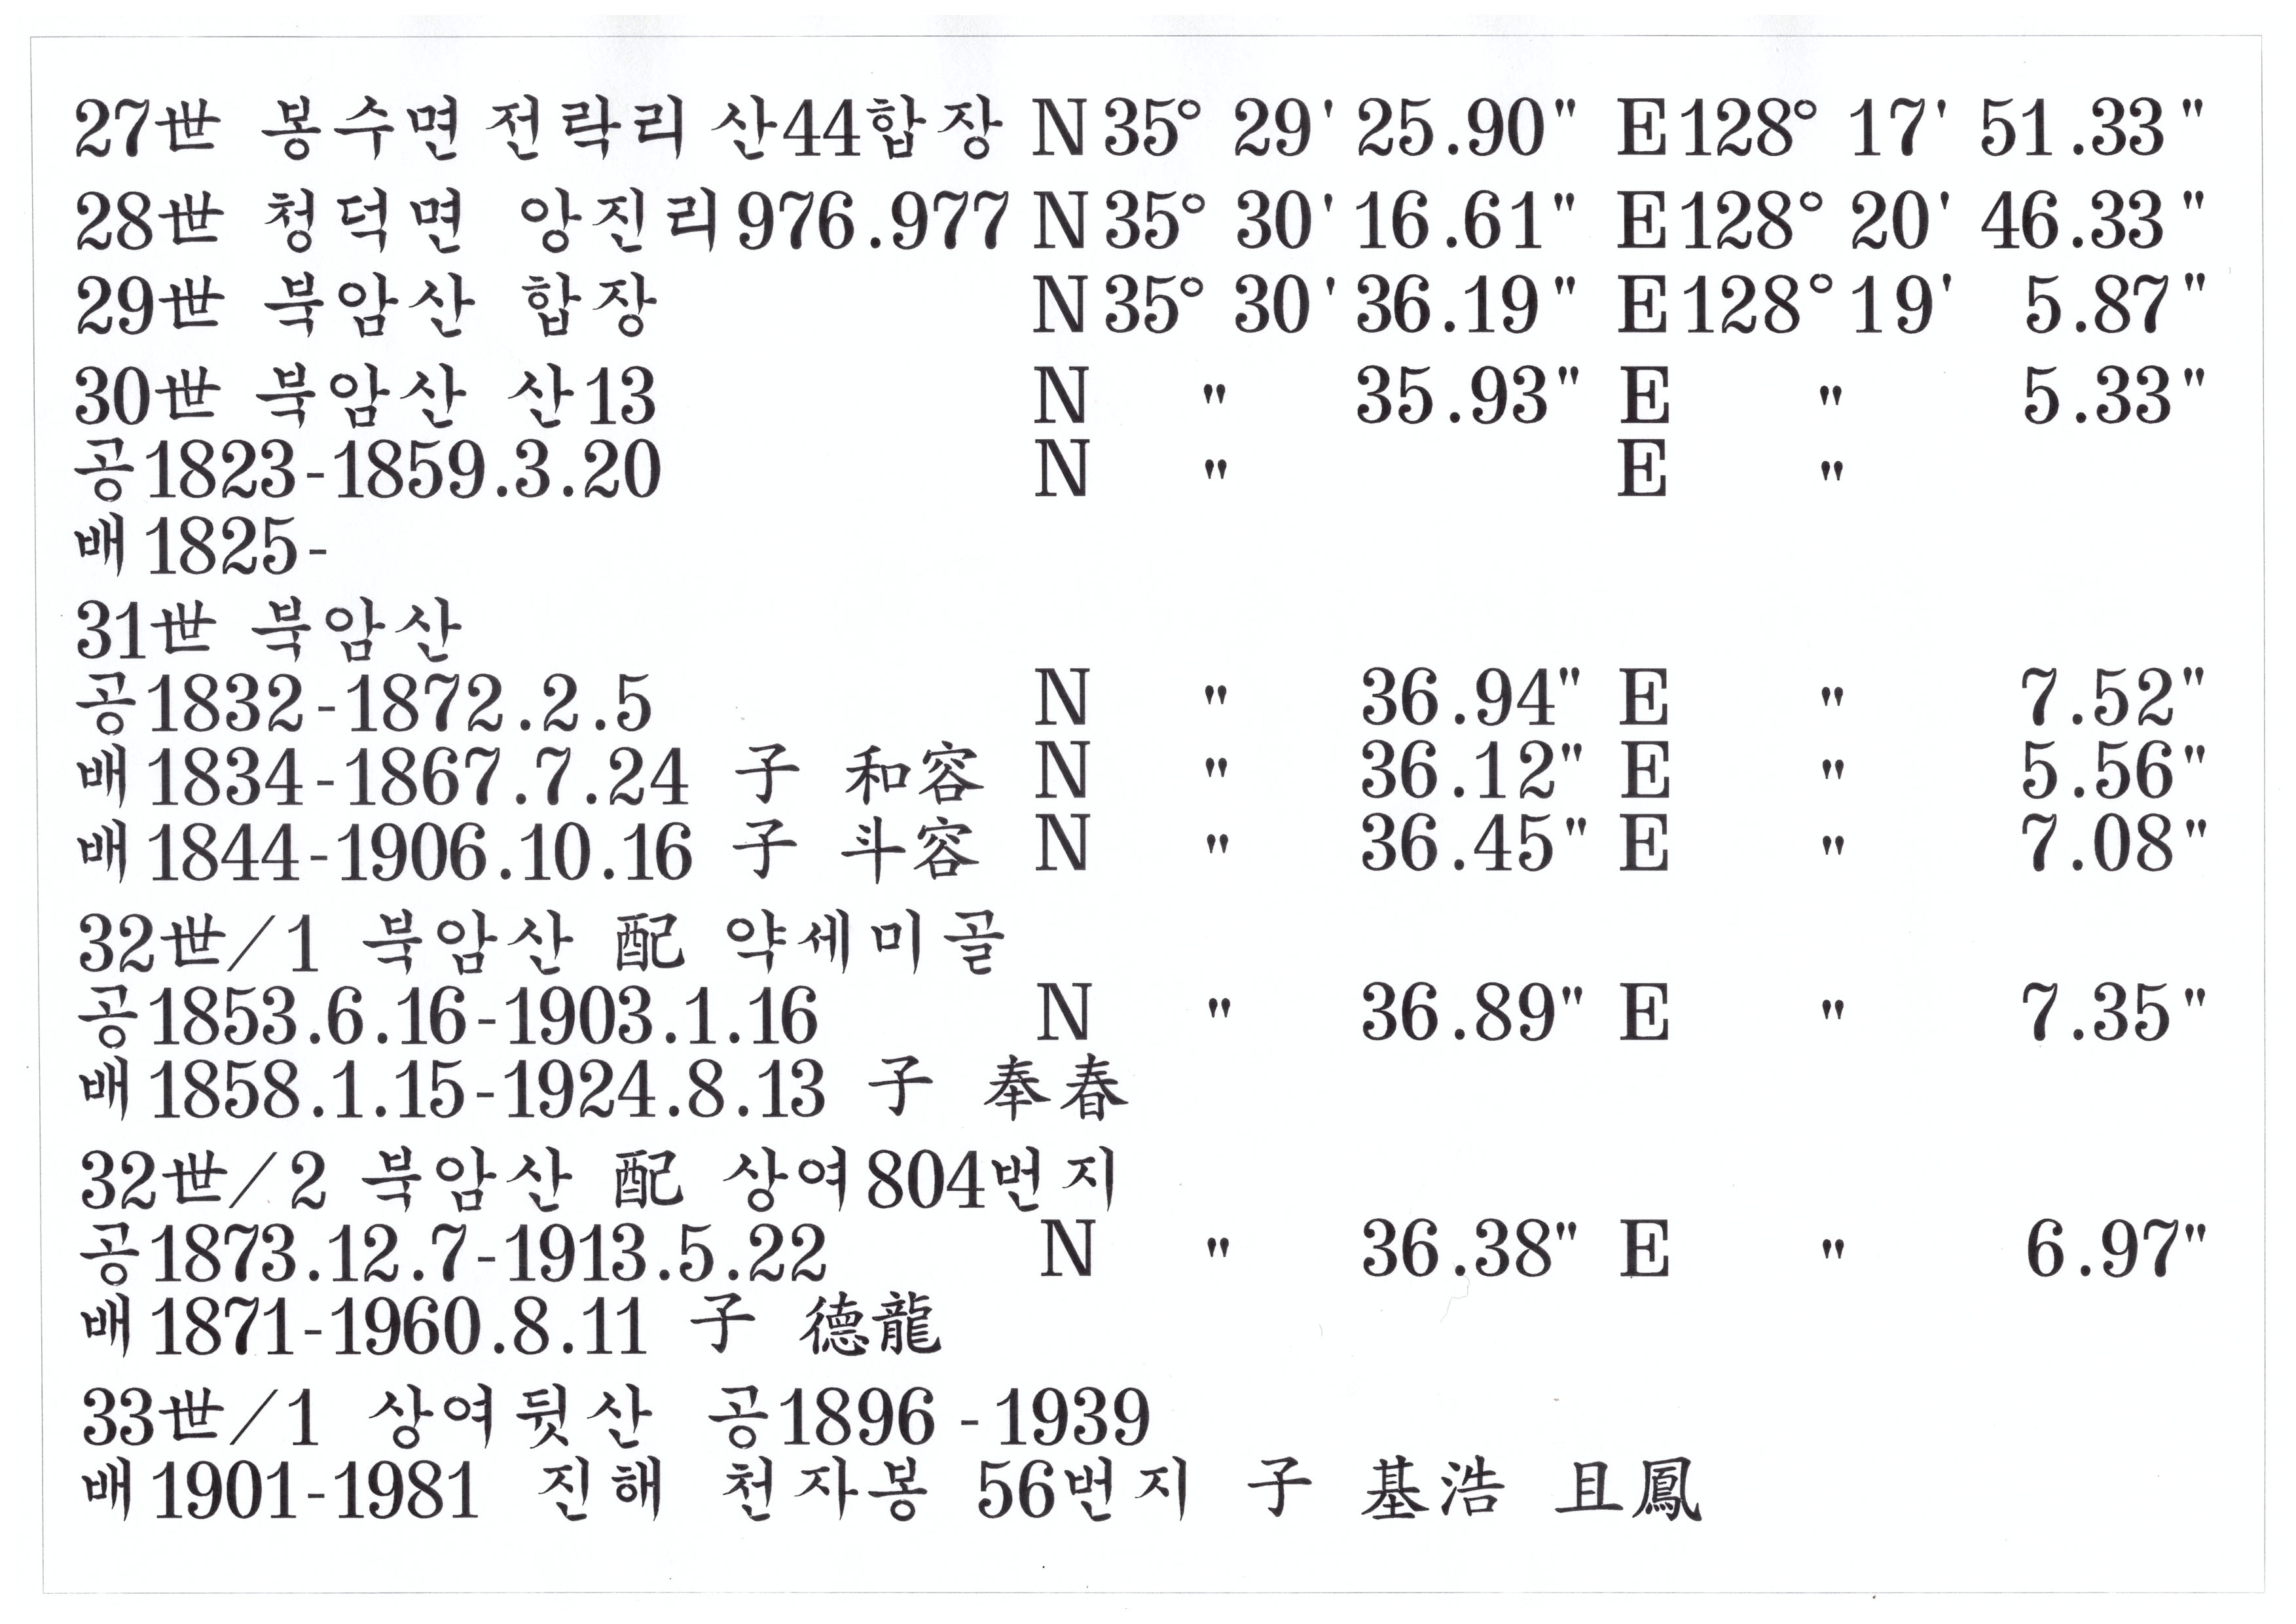 27世 봉수면 전락리 산44합장 N35° 29' 25.90" E128° 17' 51.33"
28世 청덕면 앙진리976.977 N35° 30' 16.61" E128° 20' 46.33"
29世 북암산 합장 N35° 30' 36.19" E128° 19' 5.87"
30世 북암산 산13 N " 35.93" E " 5.33"
공1823-1859.3.20 N " E "
배1825-
31世 북암산
공1832-1872.2.5 N " 36.94" E " 7.52"
배1834-1867.7.24 子 和容 N " 36.12" E " 5.56"
배1844-1906.10.16 子 斗容 N " 36.45" E " 7.08"
32世/1 북암산 配 약세미골
공1853.6.16-1903.1.16 N " 36.89" E " 7.35"
배1858.1.15-1924.8.13 子 奉春
32世/2 북암산 配 상여804번지
공1873.12.7-1913.5.22 N " 36.38" E " 6.97"
배1871-1960.8.11 子 德龍
33世/1 상여뒷산 공1896 -1939
배1901-1981 진해 천자봉 56번지 子 基浩 且鳳